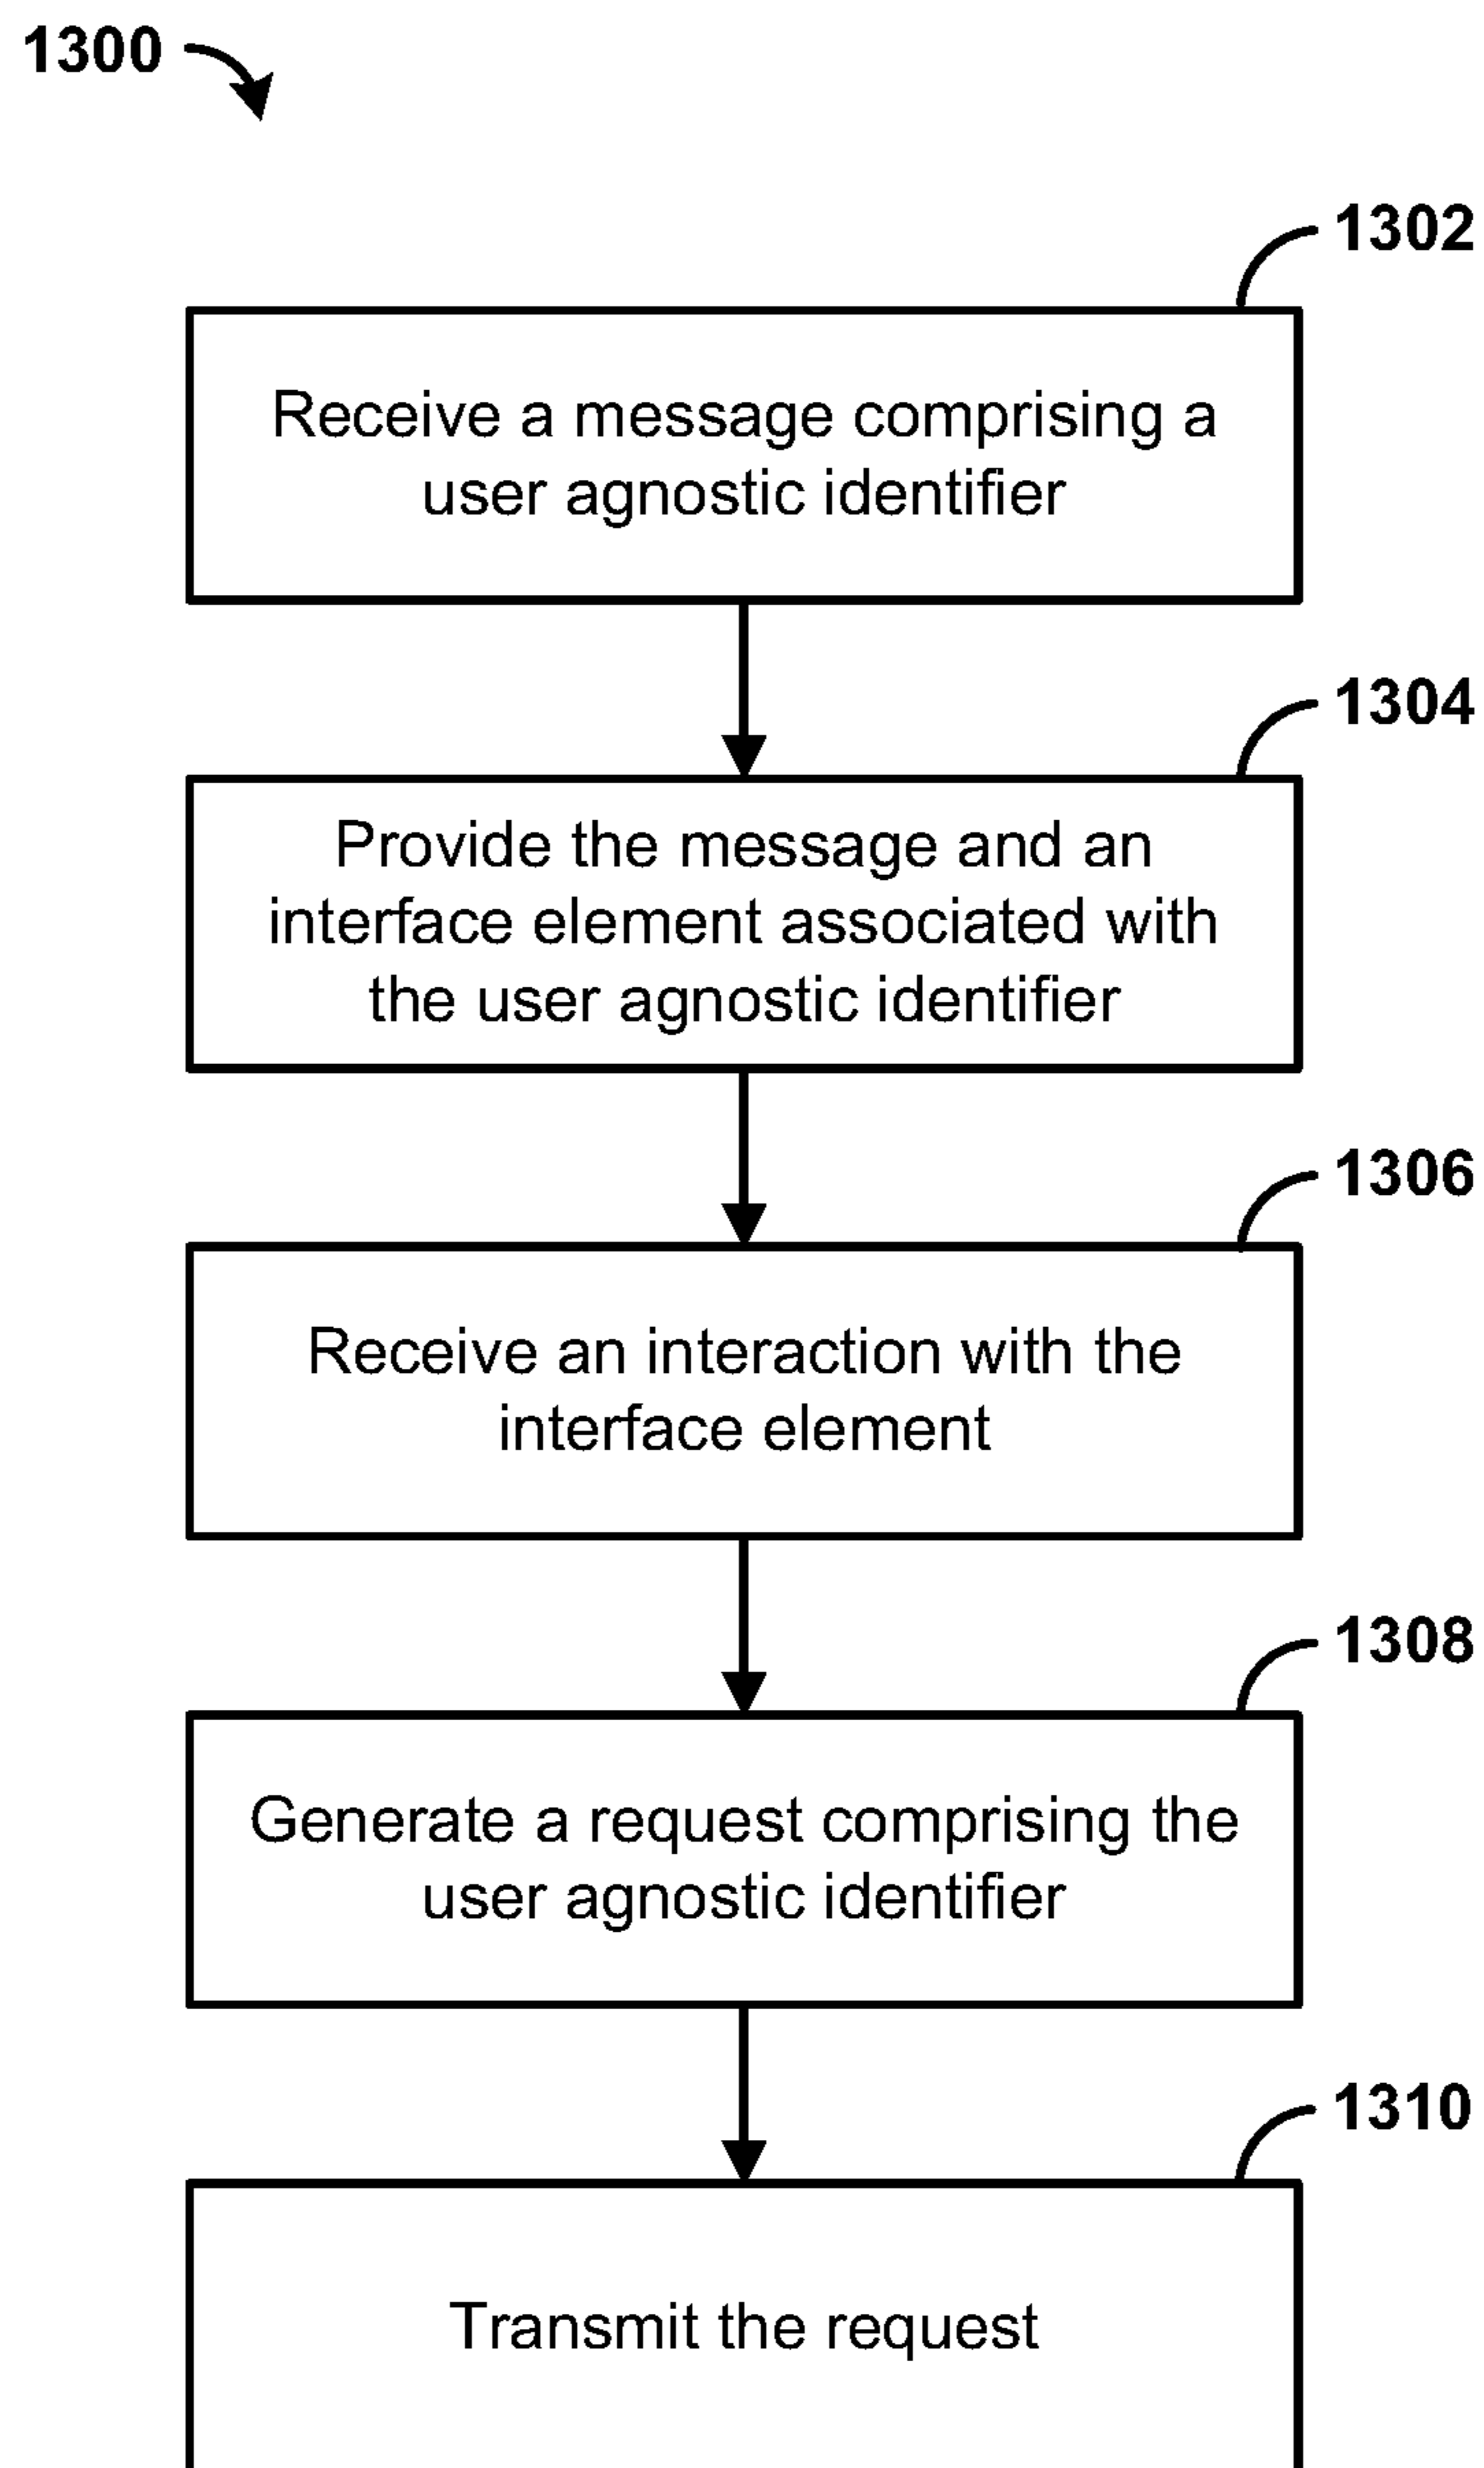 1300
1302
Receive a message comprising a
user agnostic identifier
1304
Provide the message and an
interface element associated with
the user agnostic identifier
1306
Receive an interaction with the
interface element
1308
Generate a request comprising the
user agnostic identifier
1310
Transmit the request